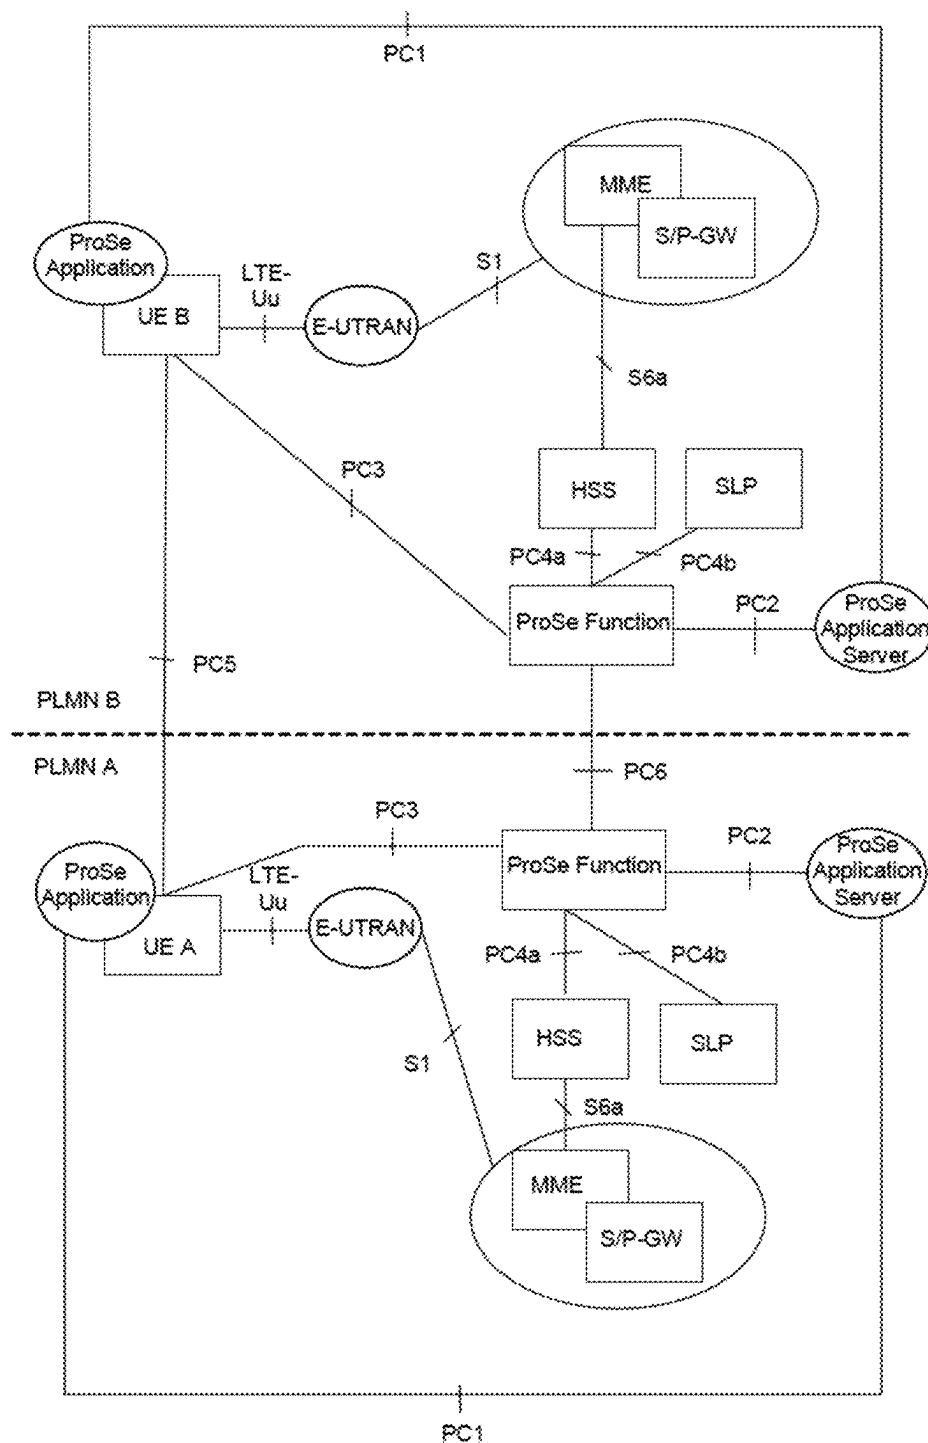 PC1
MME
S/P-GW
ProSe
Application
UE B
LTE-
Uu
E-UTRAN
S1
S6a
PC3
HSS
SLP
PC4a
PC4b
ProSe Function
PC2
ProSe
Application
Server
PC5
PLMN B
PLMN A
PC6
PC3
ProSe Function
PC2
ProSe
Application
Server
ProSe
Application
UE A
LTE-
Uu
E-UTRAN
PC4a
PC4b
S1
HSS
SLP
S6a
MME
S/P-GW
PC1